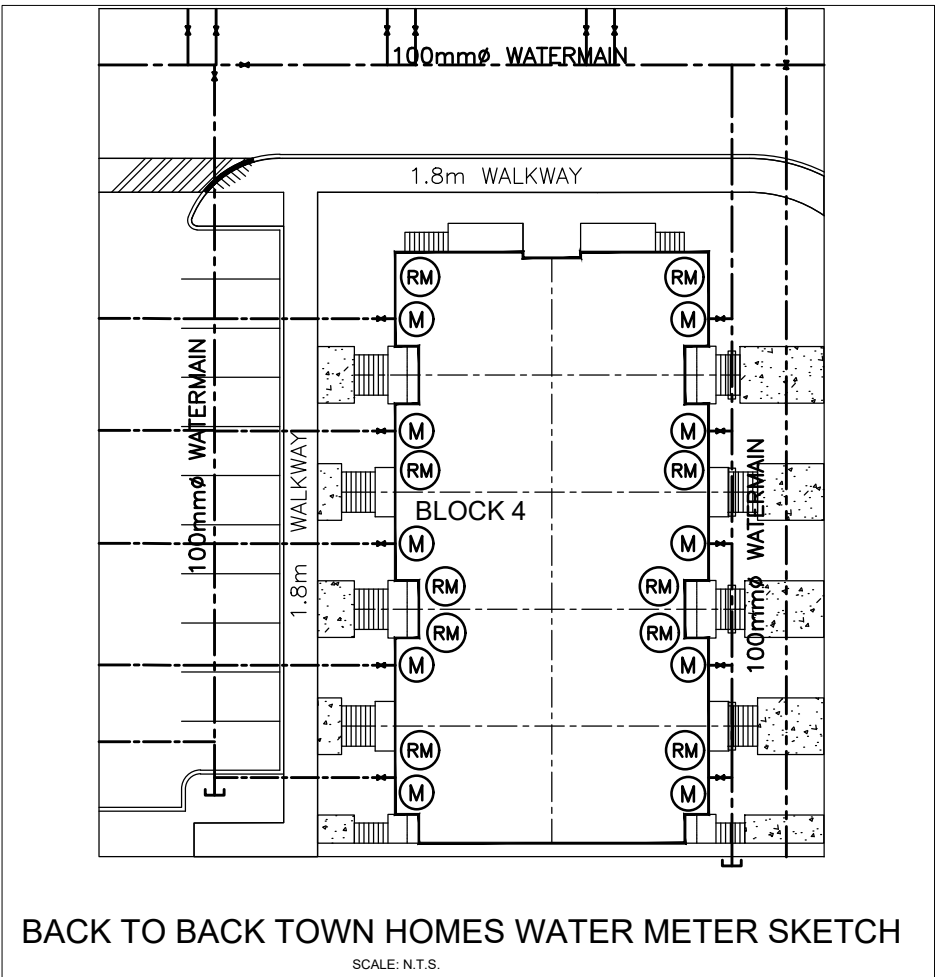 100mmø WATERMAIN
1.8m WALKWAY
RM RM
M M
100mmø WATERMAIN
1.8m WALKWAY
100mmø WATERMAIN
M M
RM RM
BLOCK 4
M M
RM RM
RM RM
M M
RM RM
M M
BACK TO BACK TOWN HOMES WATER METER SKETCH
SCALE: N.T.S.